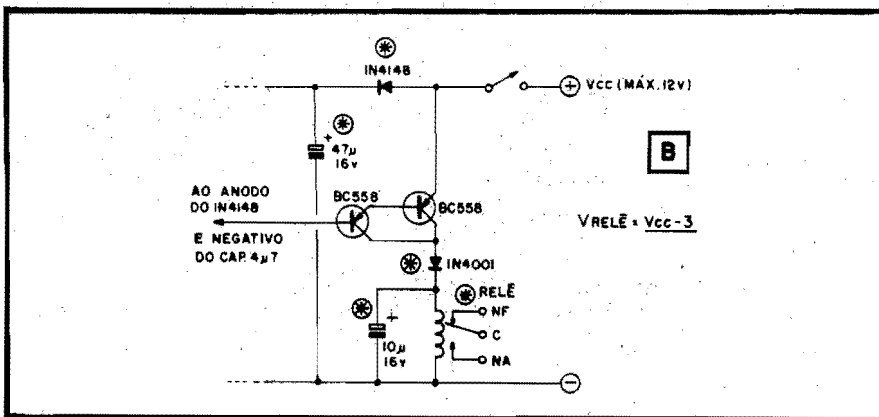 1N4148
VCC (MÁX. 12V)
+
47µ
16v
B
AO ANODO
DO 1N4148
BC558
BC558
E NEGATIVO
DO CAP. 4µ7
VRELÊ = Vcc-3
1N4001
RELÊ
NF
+
C
10µ
16v
NA